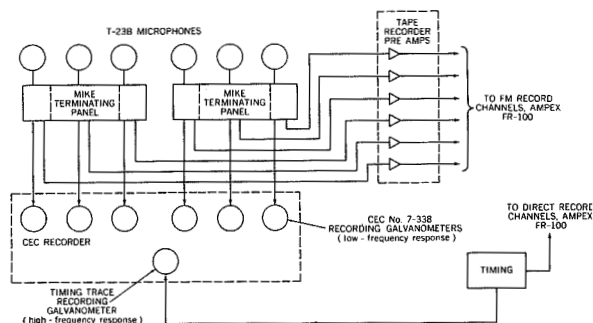 T-23B MICROPHONES
TAPE
RECORDER
PRE AMPS
MIKE
TERMINATING
PANEL
MIKE
TERMINATING
PANEL
TO FM RECORD
CHANNELS, AMPEX
FR-100
CEC RECORDER
CEC No. 7-338
RECORDING GALVANOMETERS
(low-frequency response)
TO DIRECT RECORD
CHANNELS, AMPEX
FR-100
TIMING
TIMING TRACE
RECORDING
GALVANOMETER
(high-frequency response)